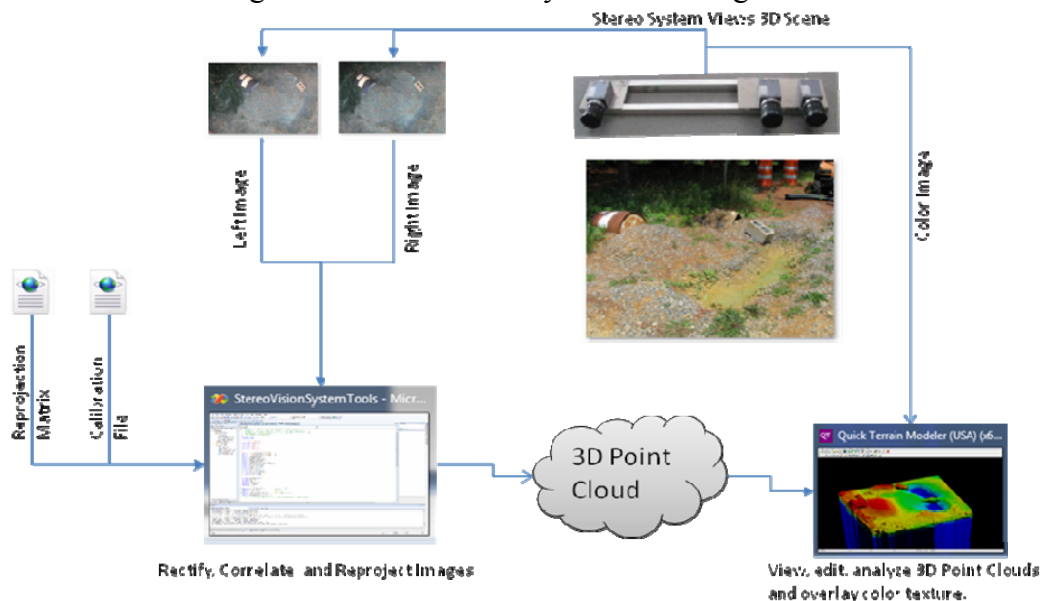 Stereo System Views 3D Scene
Left Image
Right Image
Color Image
Reprojection
Matrix
Calibration
File
StereoVisionSystemTools - Micr...
3D Point
Cloud
Quick Terrain Modeler (USA) (x6...
Rectify, Correlate and Reproject Images
View, edit, analyze 3D Point Clouds
and overlay color texture.